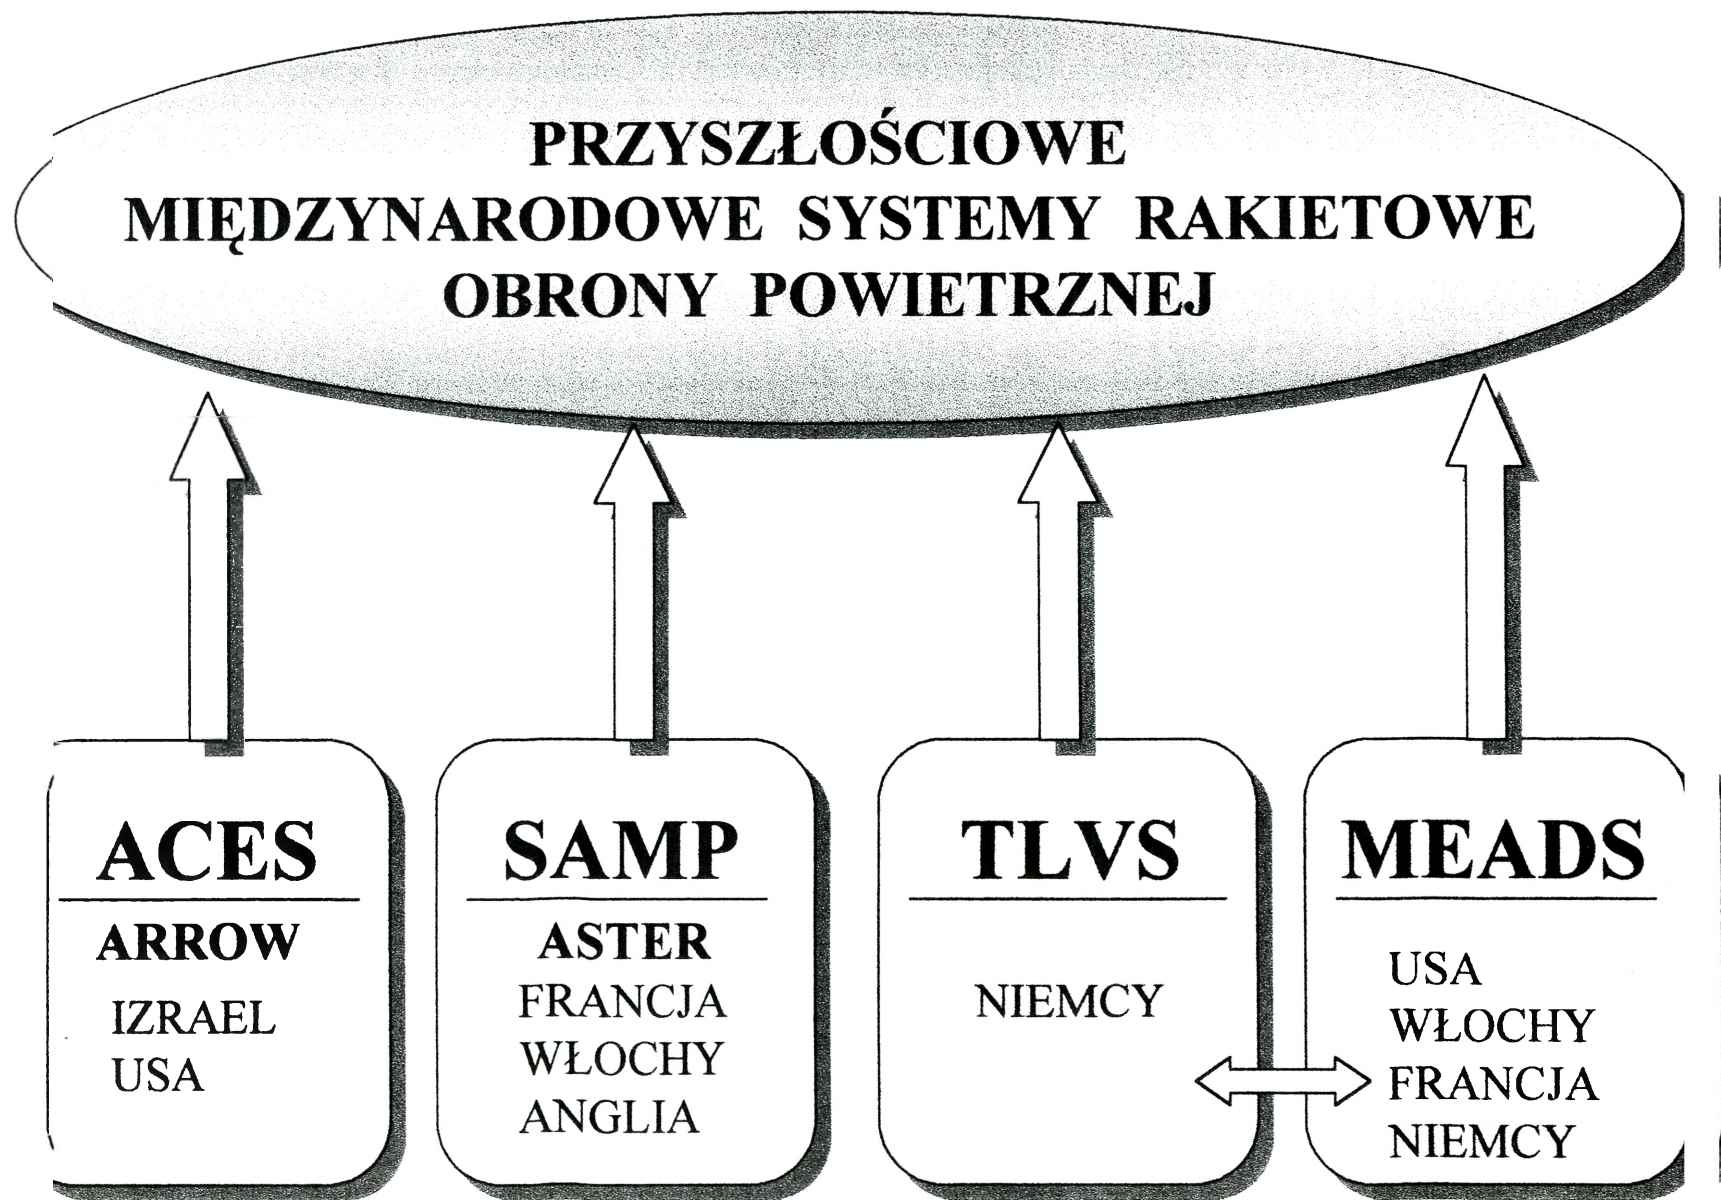 PRZYSZŁOŚCIOWE
MIĘDZYNARODOWE SYSTEMY RAKIETOWE
OBRONY POWIETRZNEJ
ACES
ARROW
IZRAEL
USA
SAMP
ASTER
FRANCJA
WŁOCHY
ANGLIA
TLVS
NIEMCY
MEADS
USA
WŁOCHY
FRANCJA
NIEMCY